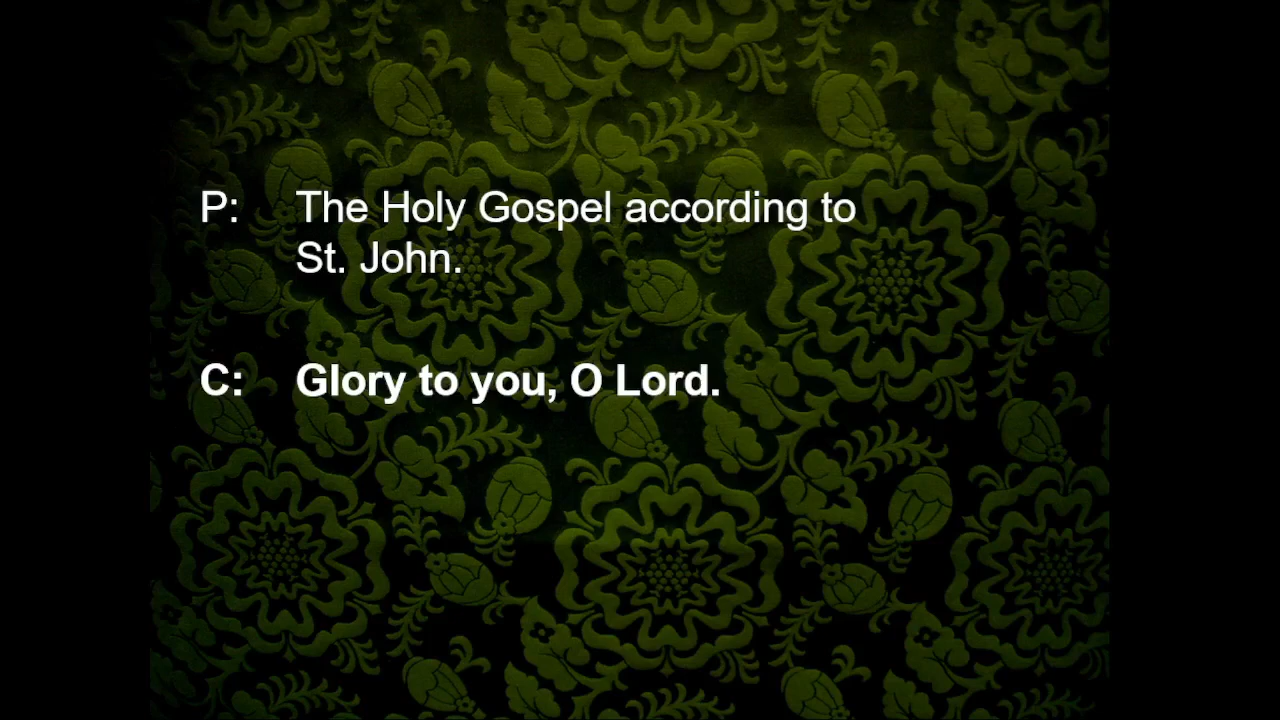 P: The Holy Gospel according to
St. John.
C: Glory to you, O Lord.